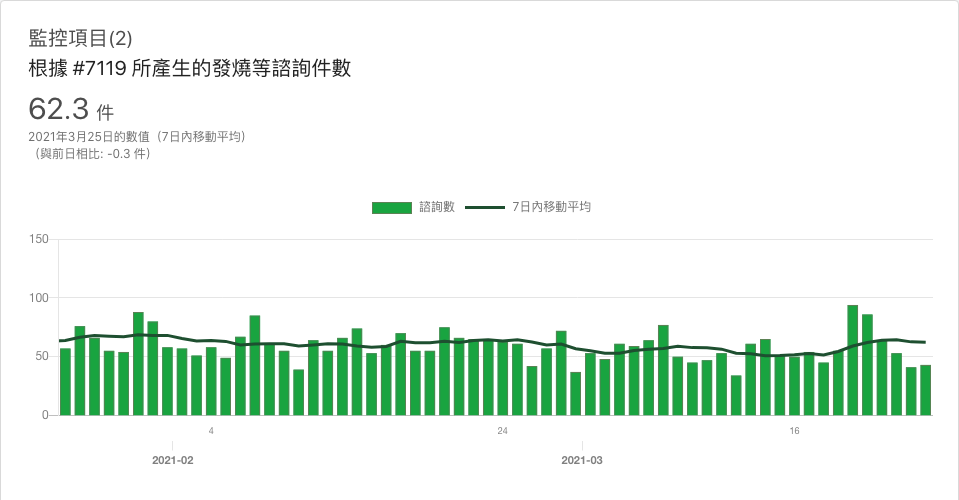 監控項目(2)
根據 #7119 所產生的發燒等諮詢件數
62.3 件
2021年3月25日的數值（7日內移動平均）
（與前日相比: -0.3 件）
諮詢數 7日內移動平均
150
100
50
0
4 24 16
2021-02 2021-03